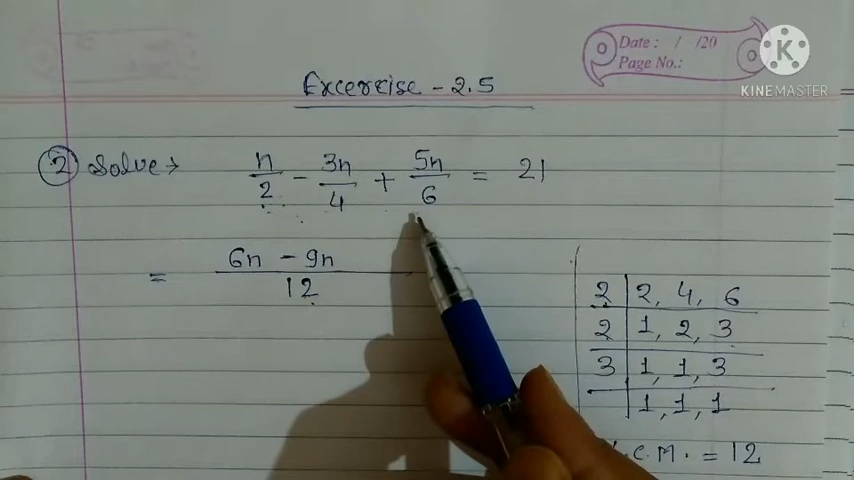 Date: / /20
Page No.:
KINEMASTER
Excercise - 2.5
② Solve → n/2 - 3n/4 + 5n/6 = 21
= 6n - 9n / 12
2 | 2, 4, 6
2 | 1, 2, 3
3 | 1, 1, 3
1, 1, 1
C.M. = 12